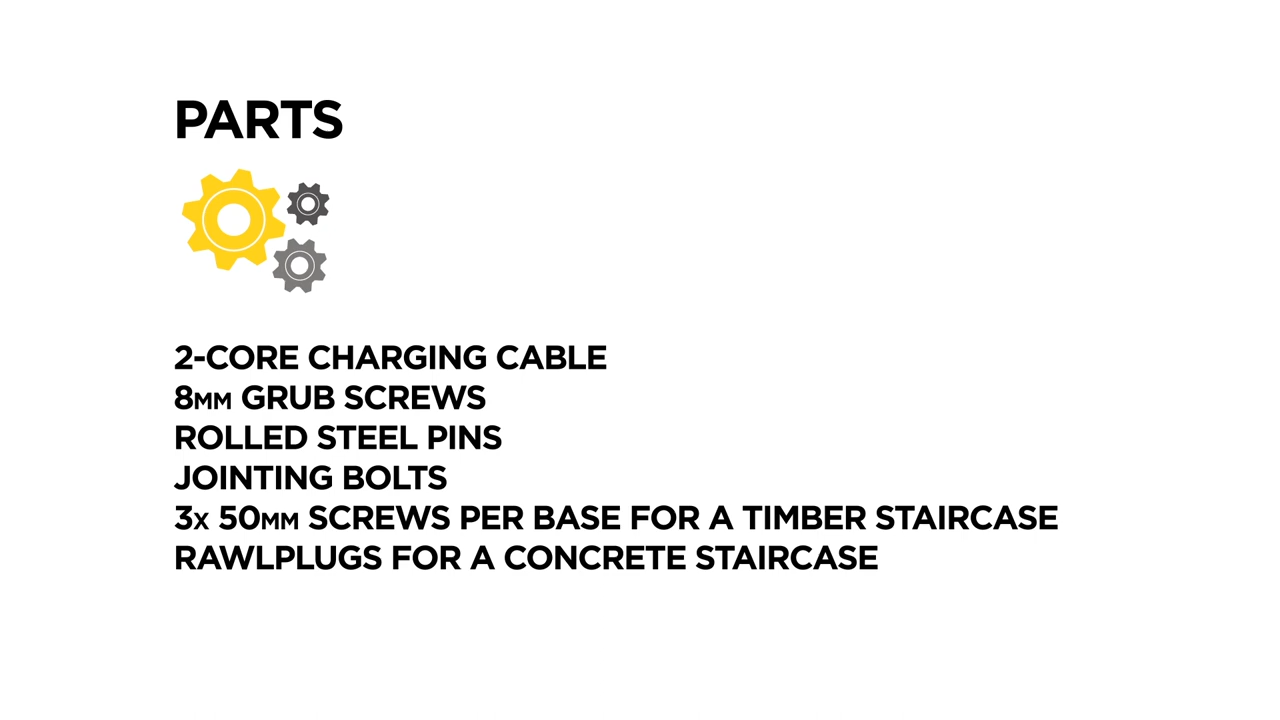 PARTS
2-CORE CHARGING CABLE
8MM GRUB SCREWS
ROLLED STEEL PINS
JOINTING BOLTS
3X 50MM SCREWS PER BASE FOR A TIMBER STAIRCASE
RAWLPLUGS FOR A CONCRETE STAIRCASE